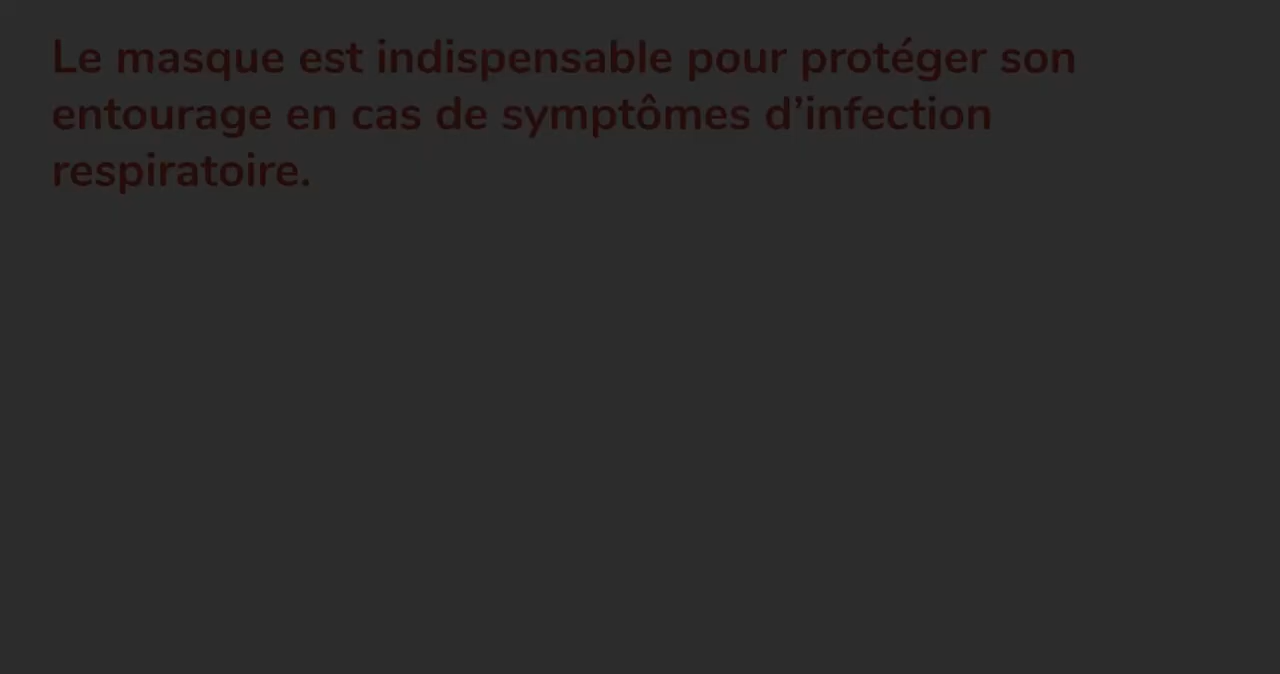 Le masque est indispensable pour protéger son
entourage en cas de symptômes d’infection
respiratoire.